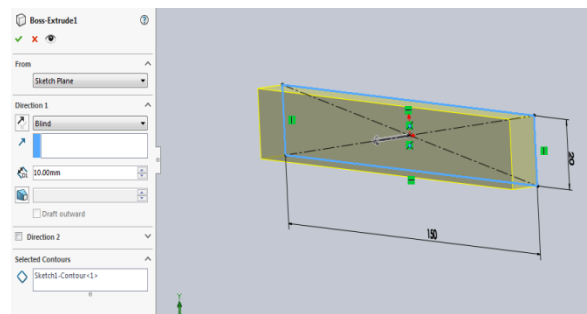 Boss-Extrude1
From
Sketch Plane
Direction 1
Blind
10.00mm
Draft outward
Direction 2
Selected Contours
Sketch1-Contour<1>
150
20
Y